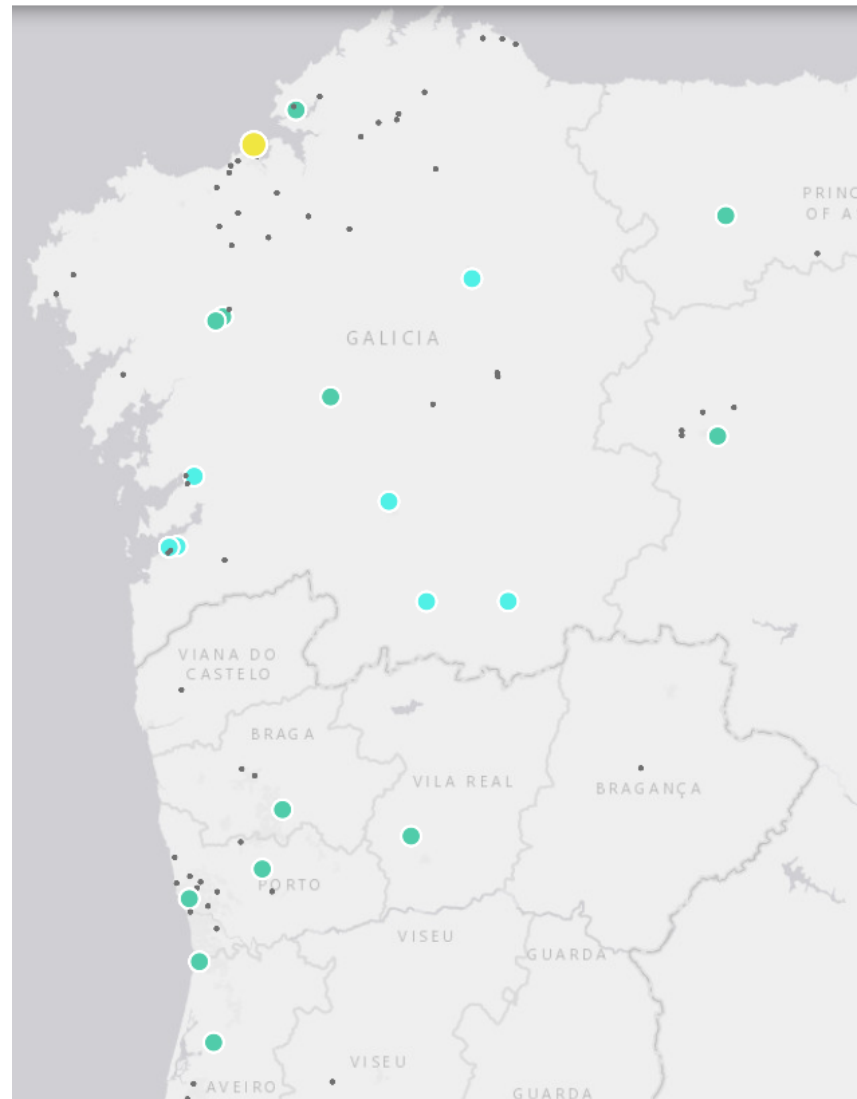 PRINC
OF A
GALICIA
VIANA DO
CASTELO
BRAGA
VILA REAL
BRAGANÇA
PORTO
VISEU
GUARDA
VISEU
AVEIRO
GUARDA